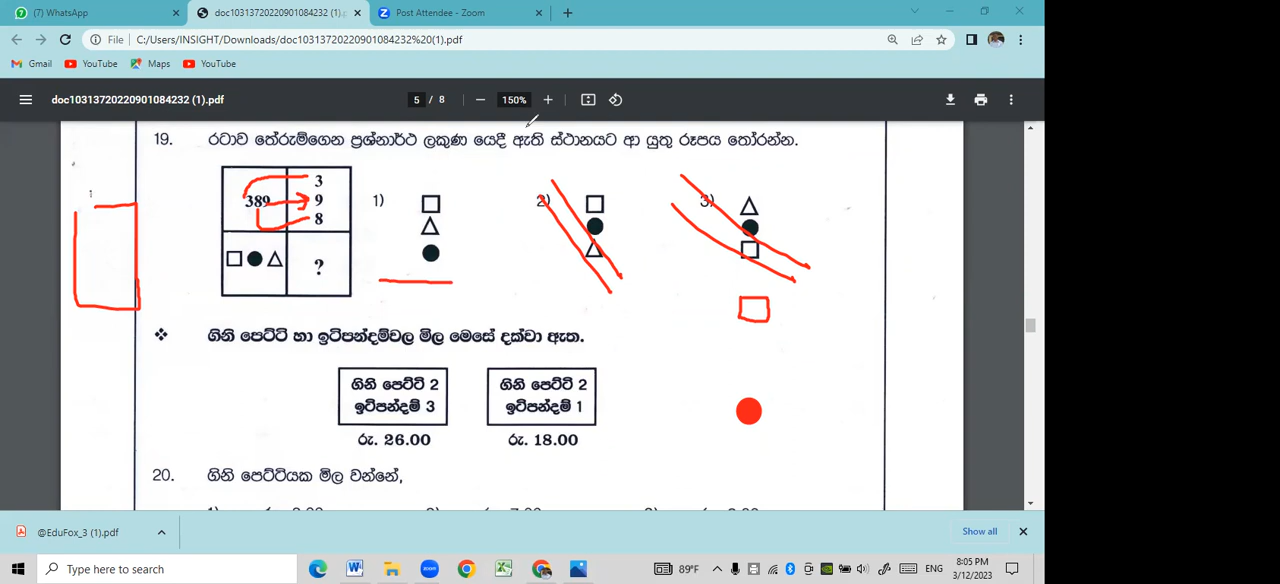 (7) WhatsApp
doc10313720220901084232 (1).pdf
Post Attendee - Zoom
File
C:/Users/INSIGHT/Downloads/doc10313720220901084232%20(1).pdf
Gmail
YouTube
Maps
YouTube
doc10313720220901084232 (1).pdf
5 / 8
150%
19. රටාව තේරුම්ගෙන ප්‍රශ්නාර්ථ ලකුණ යෙදී ඇති ස්ථානයට ආ යුතු රූපය තෝරන්න.
389
3
9
8
?
1)
2)
3)
ගිනි පෙට්ටි හා ඉටිපන්දම්වල මිල මෙසේ දක්වා ඇත.
ගිනි පෙට්ටි 2
ඉටිපන්දම් 3
රු. 26.00
ගිනි පෙට්ටි 2
ඉටිපන්දම් 1
රු. 18.00
20. ගිනි පෙට්ටියක මිල වන්නේ,
@EduFox_3 (1).pdf
Show all
Type here to search
89°F
ENG
8:05 PM
3/12/2023